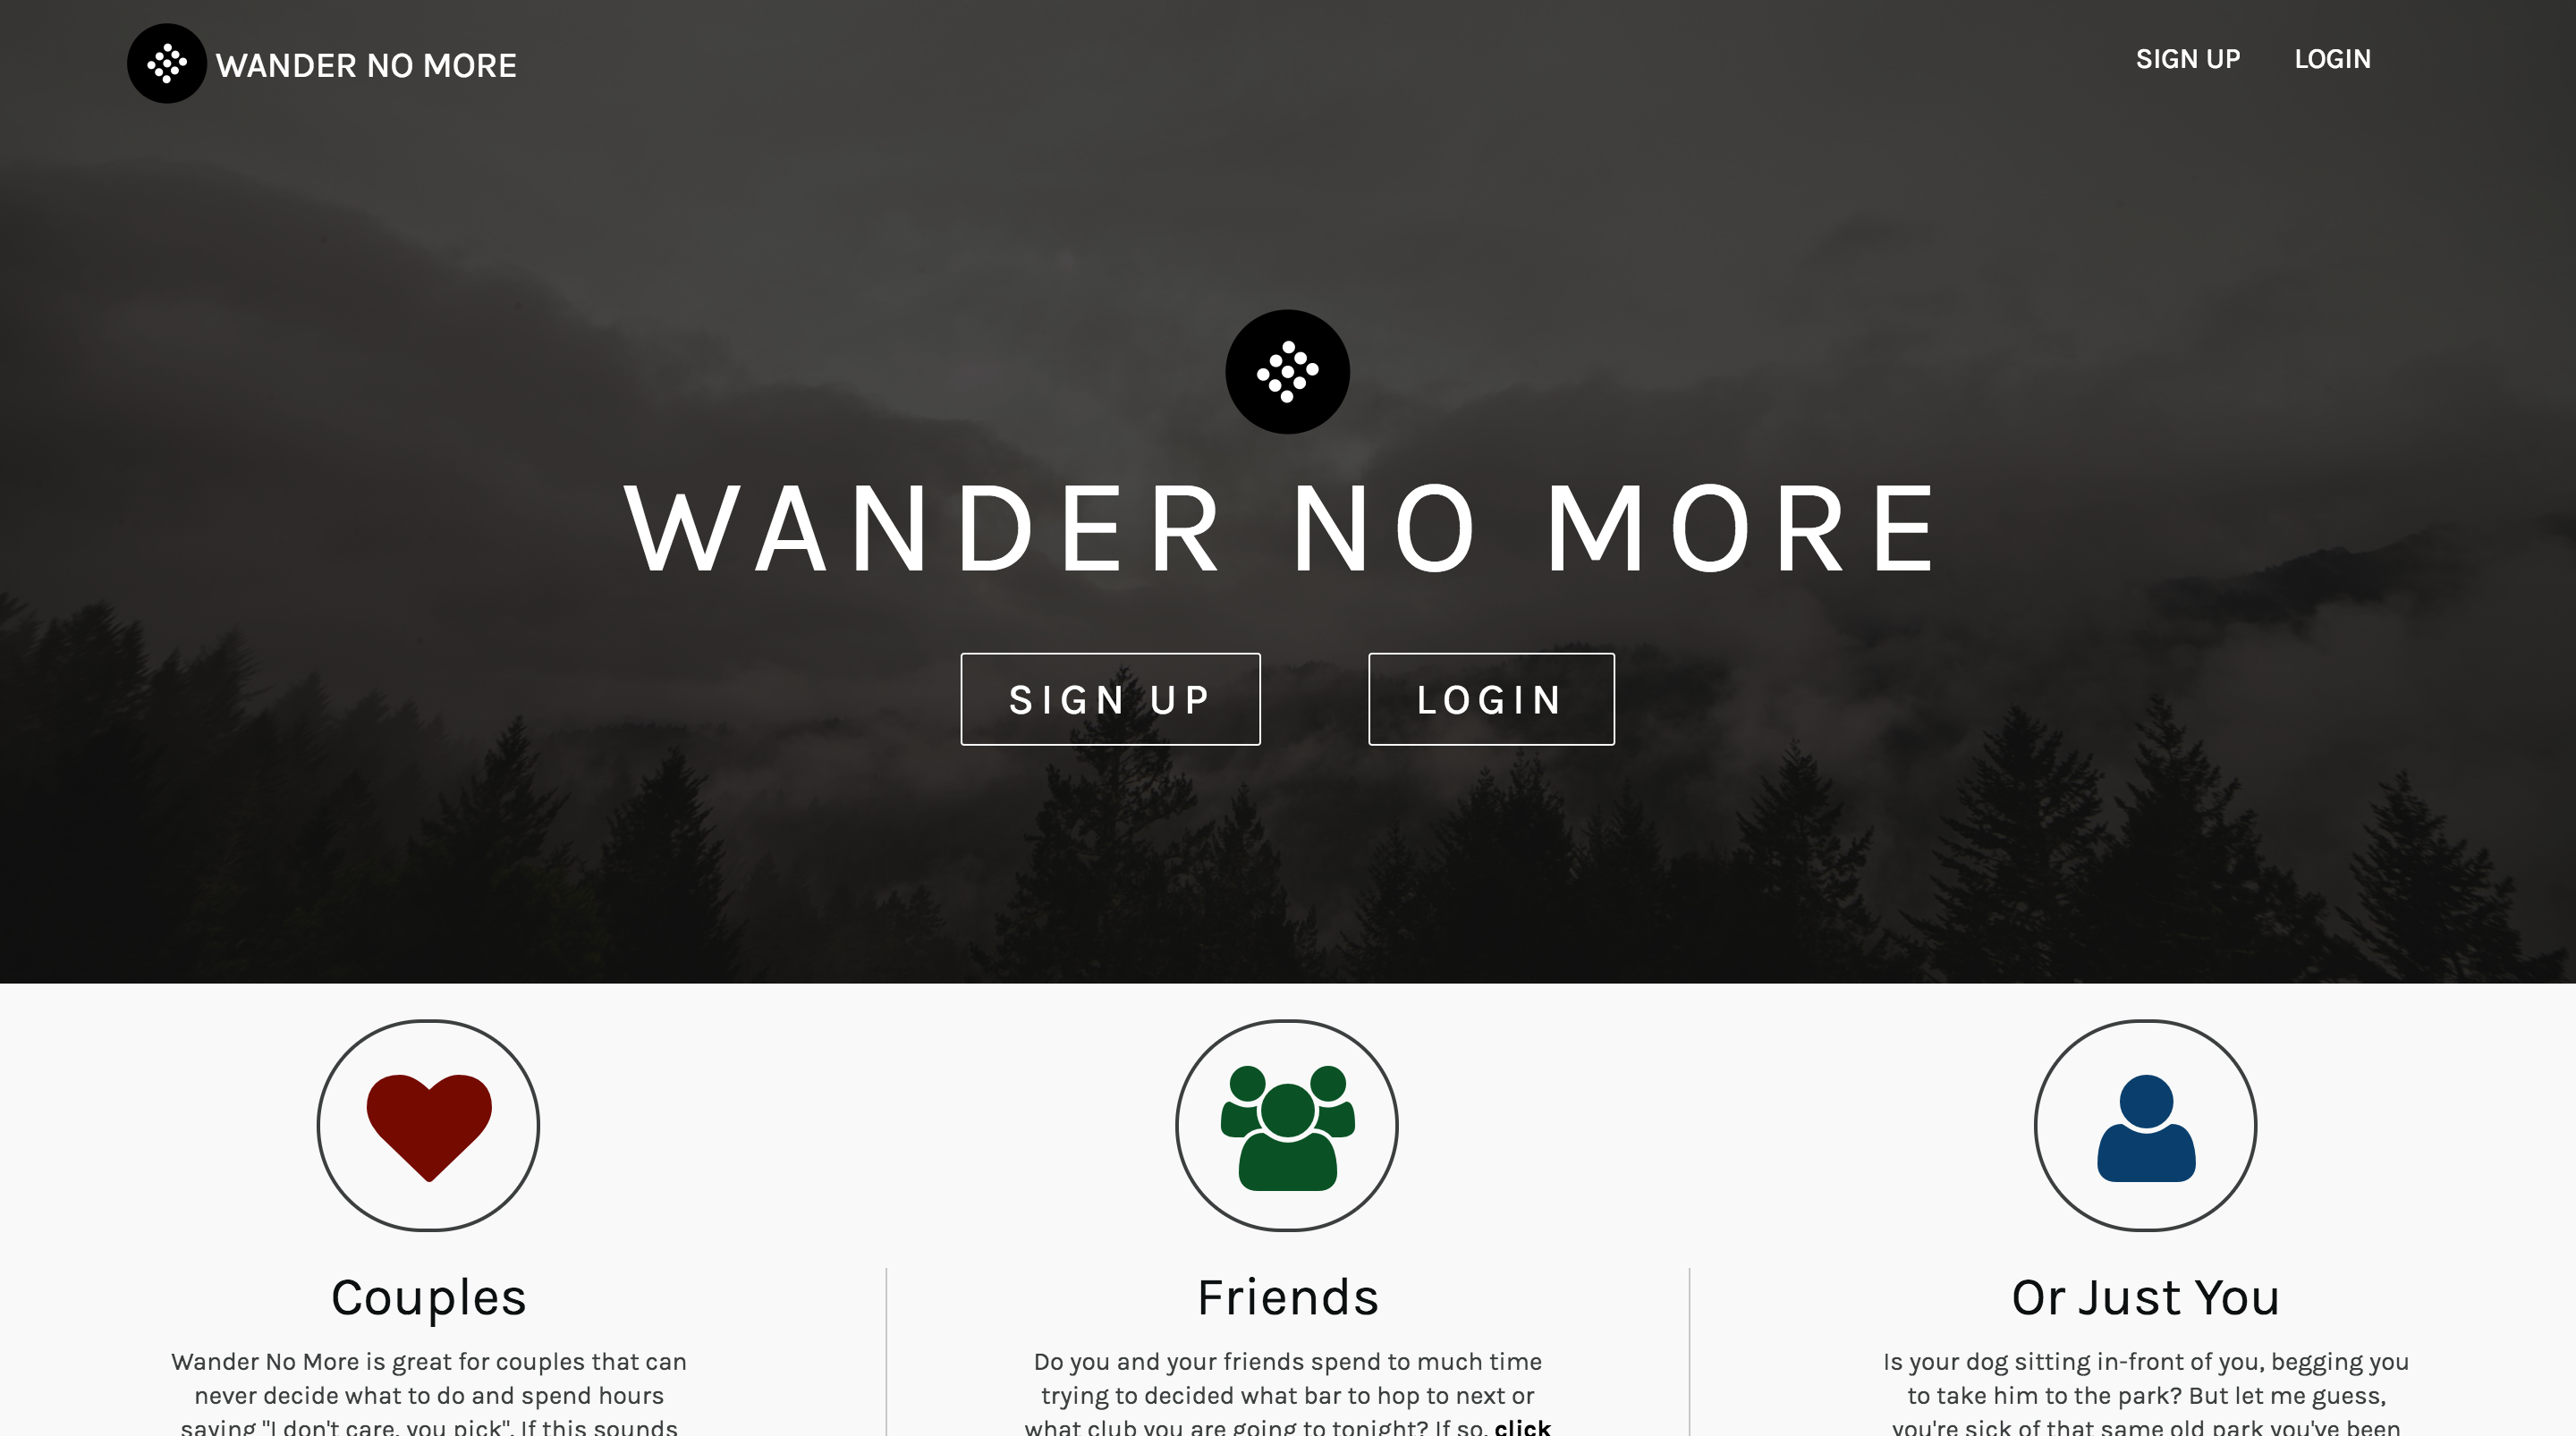 WANDER NO MORE
SIGN UP LOGIN
WANDER NO MORE
SIGN UP LOGIN
Couples
Wander No More is great for couples that can
never decide what to do and spend hours
saying "I don't care, you pick". If this sounds
Friends
Do you and your friends spend to much time
trying to decided what bar to hop to next or
what club you are going to tonight? If so, click
Or Just You
Is your dog sitting in-front of you, begging you
to take him to the park? But let me guess,
you're sick of that same old park you've been